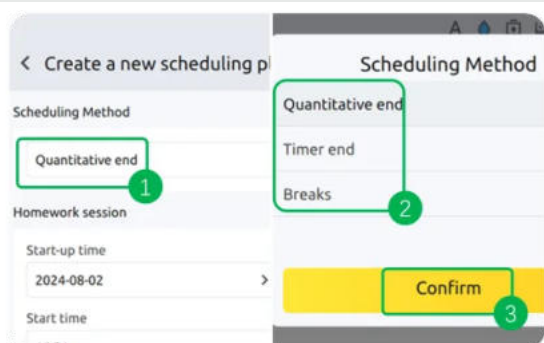 Create a new scheduling pl
Scheduling Method
Quantitative end
1
Homework session
Start-up time
2024-08-02
Start time
A
Scheduling Method
Quantitative end
Timer end
Breaks
2
Confirm
3